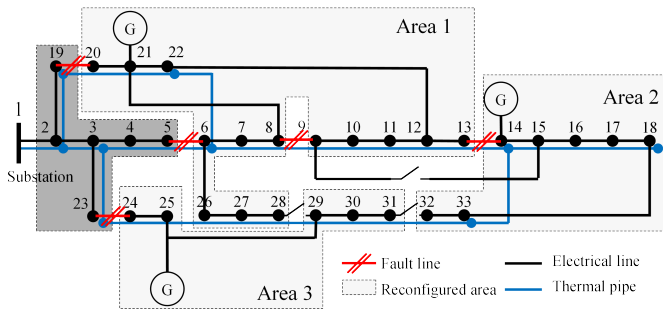 Area 1
G
19 20 21 22
G
Area 2
1
2 3 4 5 6 7 8 9 10 11 12 13 14 15 16 17 18
Substation
23 24 25 26 27 28 29 30 31 32 33
G
Area 3
Fault line
Electrical line
Reconfigured area
Thermal pipe